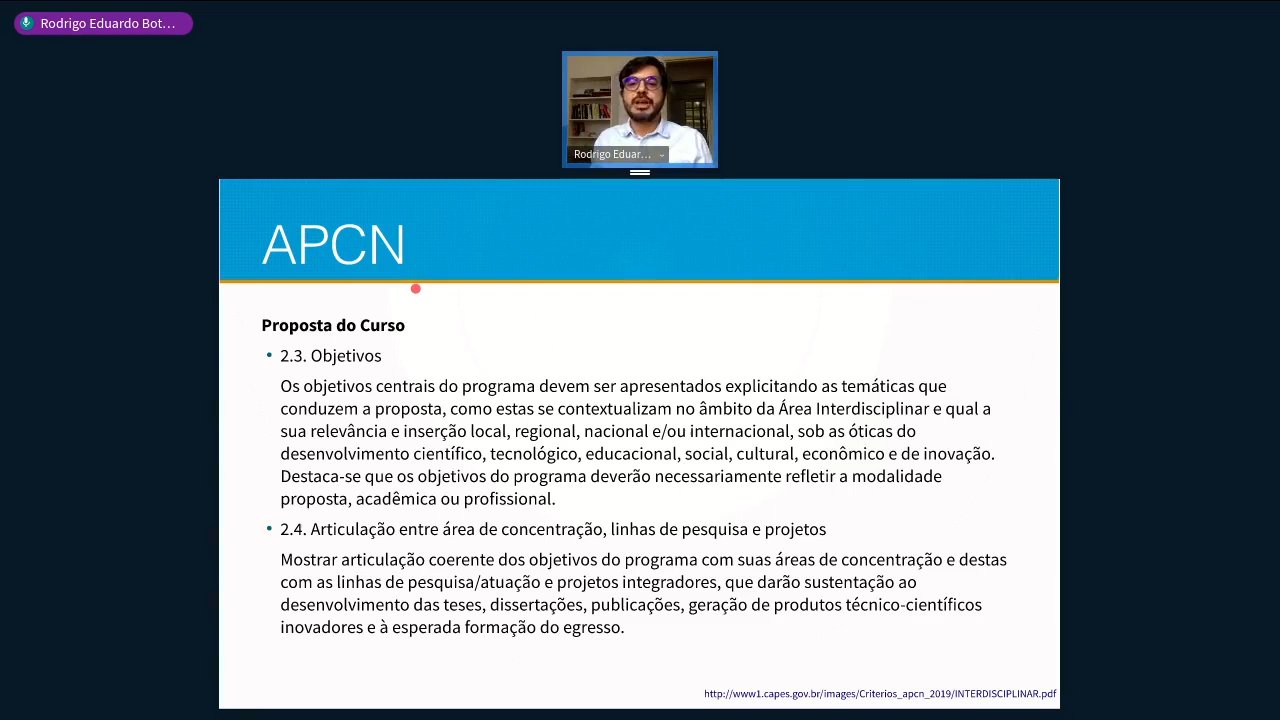 Rodrigo Eduardo Bot...
Rodrigo Eduar...
APCN
Proposta do Curso
• 2.3. Objetivos
Os objetivos centrais do programa devem ser apresentados explicitando as temáticas que
conduzem a proposta, como estas se contextualizam no âmbito da Área Interdisciplinar e qual a
sua relevância e inserção local, regional, nacional e/ou internacional, sob as óticas do
desenvolvimento científico, tecnológico, educacional, social, cultural, econômico e de inovação.
Destaca-se que os objetivos do programa deverão necessariamente refletir a modalidade
proposta, acadêmica ou profissional.
• 2.4. Articulação entre área de concentração, linhas de pesquisa e projetos
Mostrar articulação coerente dos objetivos do programa com suas áreas de concentração e destas
com as linhas de pesquisa/atuação e projetos integradores, que darão sustentação ao
desenvolvimento das teses, dissertações, publicações, geração de produtos técnico-científicos
inovadores e à esperada formação do egresso.
http://www1.capes.gov.br/images/Criterios_apcn_2019/INTERDISCIPLINAR.pdf